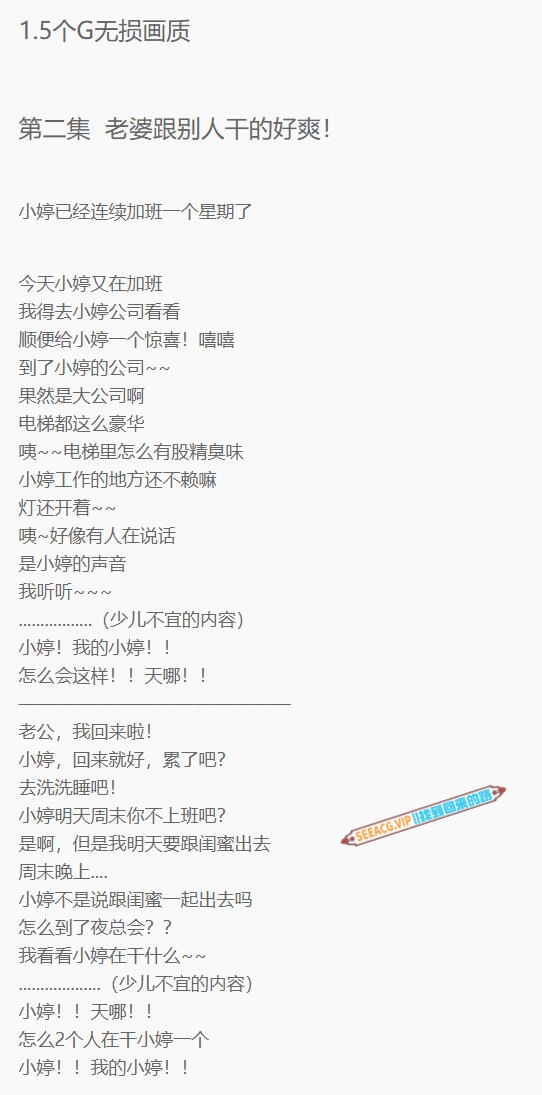 1.5个G无损画质
第二集 老婆跟别人干的好爽！
小婷已经连续加班一个星期了
今天小婷又在加班
我得去小婷公司看看
顺便给小婷一个惊喜！嘻嘻
到了小婷的公司~~
果然是大公司啊
电梯都这么豪华
咦~~电梯里怎么有股精臭味
小婷工作的地方还不赖嘛
灯还开着~~
咦~好像有人在说话
是小婷的声音
我听听~~~
.................（少儿不宜的内容）
小婷！我的小婷！！
怎么会这样！！天哪！！
———————————————
老公，我回来啦！
小婷，回来就好，累了吧？
去洗洗睡吧！
小婷明天周末你不上班吧？
是啊，但是我明天要跟闺蜜出去
周末晚上....
小婷不是说跟闺蜜一起出去吗
怎么到了夜总会？？
我看看小婷在干什么~~
...................（少儿不宜的内容）
小婷！！天哪！！
怎么2个人在干小婷一个
小婷！！我的小婷！！
SEEACG.VIP||找到回来的路